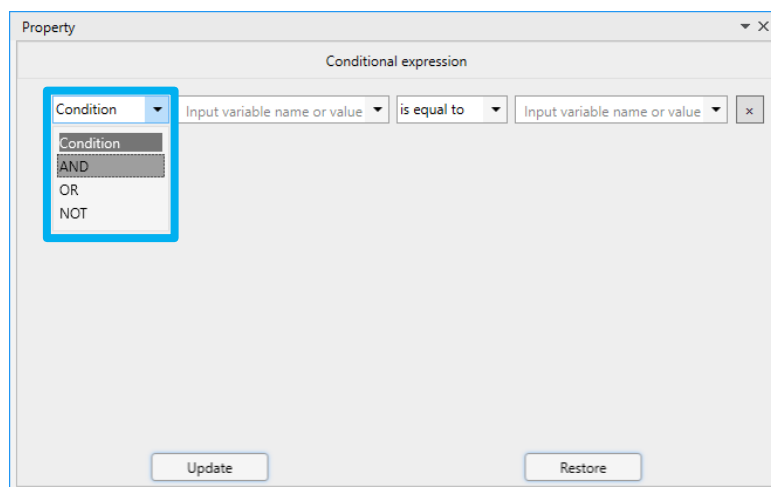 Property
Conditional expression
Condition Input variable name or value is equal to Input variable name or value ×
Condition
AND
OR
NOT
Update Restore